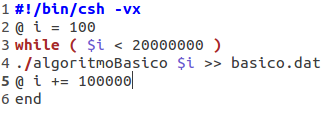 1 #!/bin/csh -vx
2 @ i = 100
3 while ( $i < 20000000 )
4 ./algoritmoBasico $i >> basico.dat
5 @ i += 100000
6 end